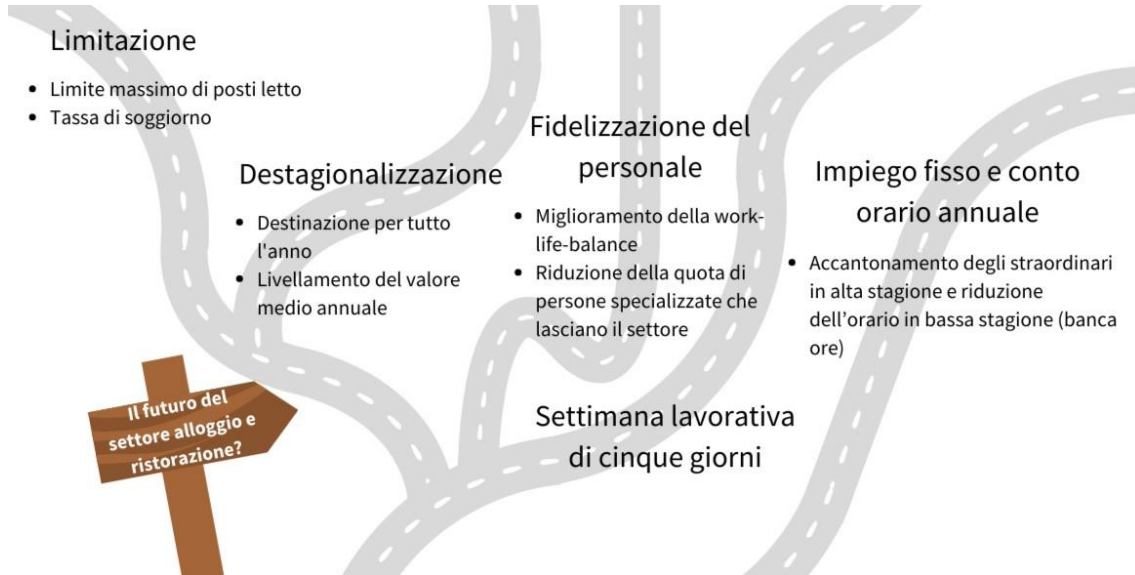 Limitazione
• Limite massimo di posti letto
• Tassa di soggiorno
Destagionalizzazione
• Destinazione per tutto
l'anno
• Livellamento del valore
medio annuale
Fidelizzazione del
personale
• Miglioramento della work-
life-balance
• Riduzione della quota di
persone specializzate che
lasciano il settore
Impiego fisso e conto
orario annuale
• Accantonamento degli straordinari
in alta stagione e riduzione
dell’orario in bassa stagione (banca
ore)
Settimana lavorativa
di cinque giorni
Il futuro del
settore alloggio e
ristorazione?